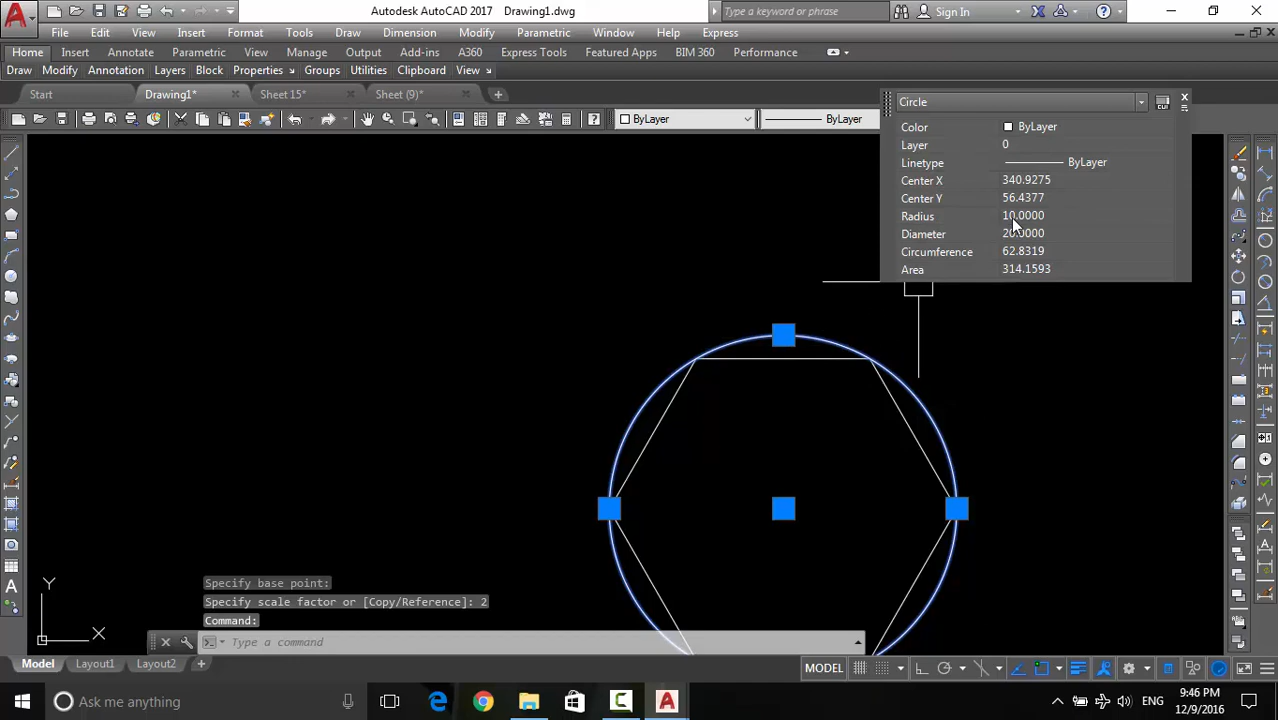 Autodesk AutoCAD 2017 Drawing1.dwg Type a keyword or phrase Sign In
File Edit View Insert Format Tools Draw Dimension Modify Parametric Window Help Express
Home Insert Annotate Parametric View Manage Output Add-ins A360 Express Tools Featured Apps BIM 360 Performance
Draw Modify Annotation Layers Block Properties Groups Utilities Clipboard View
Start Drawing1* Sheet 15* Sheet (9)*
ByLayer ByLayer
Circle
Color ByLayer
Layer 0
Linetype ByLayer
Center X 340.9275
Center Y 56.4377
Radius 10.0000
Diameter 20.0000
Circumference 62.8319
Area 314.1593
Y
X
Specify base point:
Specify scale factor or [Copy/Reference]: 2
Command:
Type a command
Model Layout1 Layout2 + MODEL
Ask me anything ENG 9:46 PM
12/9/2016